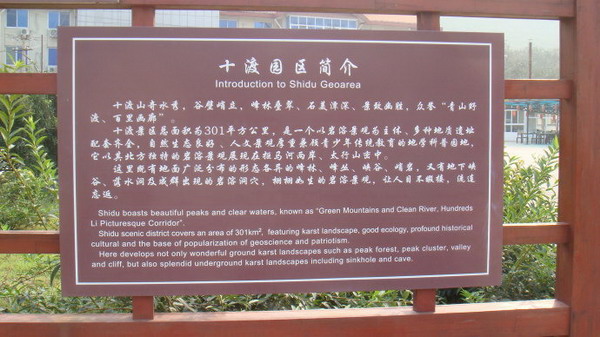 十渡园区简介
Introduction to Shidu Geoarea
十渡山奇水秀，谷壁峭立，峰林叠翠、石美潭深、景致幽雅，众誉“青山野
渡、百里画廊”。
十渡景区总面积为301平方公里，是一个以岩溶景观为主体、多种地质遗迹
配套齐全，自然生态良好、人文景观厚重兼顾青少年传统教育的地学科普园地，
它以其北方独特的岩溶景观展现在拒马河两岸、太行山密中。
这里既有地面广泛分布的形态各异的峰林、峰丛、峡谷、峭岩，又有地下峡
谷、落水洞及成群出现的岩溶洞穴，栩栩如生的岩溶景观，让人目不暇接，流连
忘返。
Shidu boasts beautiful peaks and clear waters, known as “Green Mountains and Clean River, Hundreds
Li Picturesque Corridor”.
Shidu scenic district covers an area of 301km², featuring karst landscape, good ecology, profound historical
cultural and the base of popularization of geoscience and patriotism.
Here develops not only wonderful ground karst landscapes such as peak forest, peak cluster, valley
and cliff, but also splendid underground karst landscapes including sinkhole and cave.